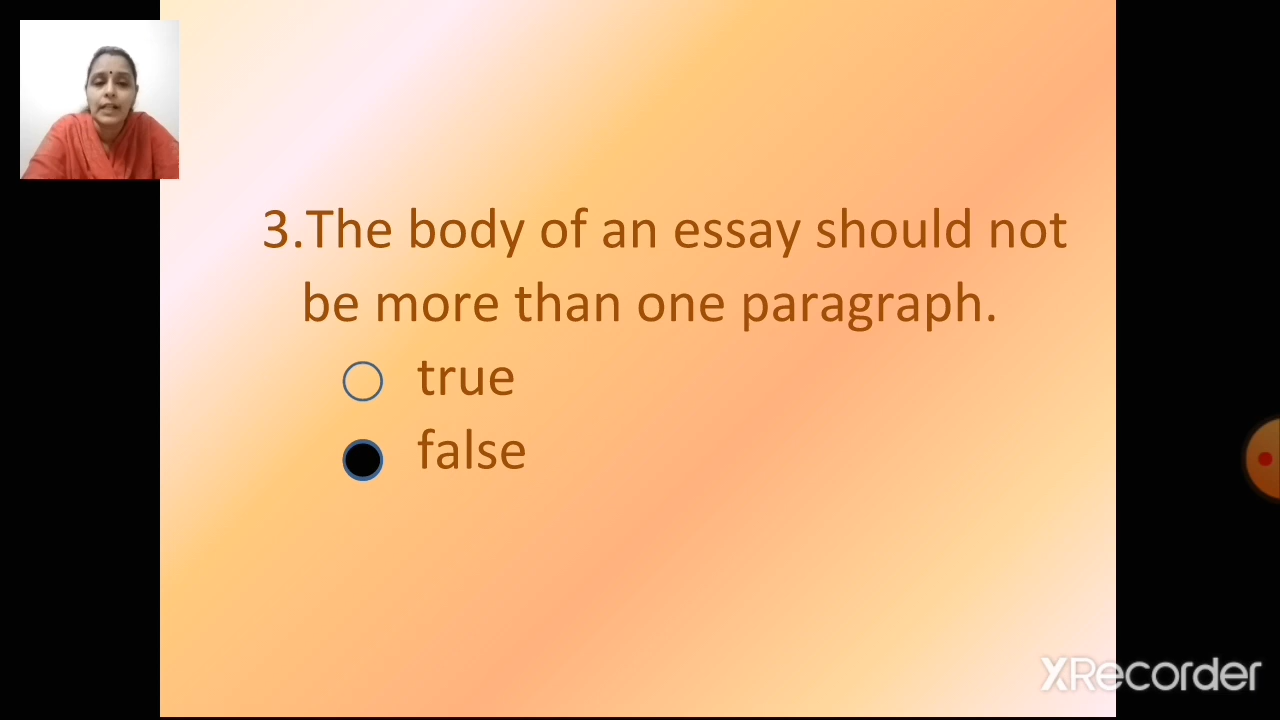 3.The body of an essay should not
be more than one paragraph.
true
false
XRecorder